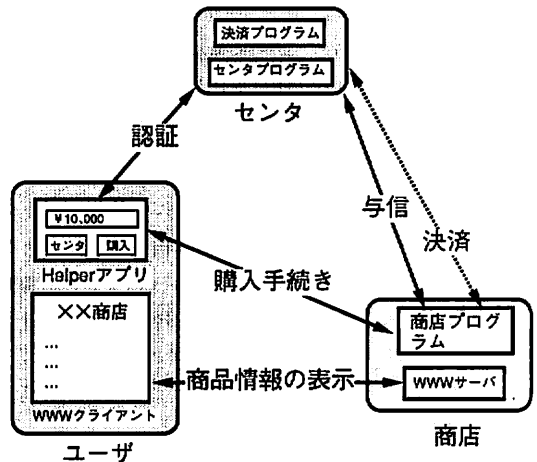 決済プログラム
センタプログラム
センタ
認証
与信
決済
¥10,000
センタ
購入
Helperアプリ
購入手続き
××商店
...
...
...
商店プログ
ラム
商品情報の表示
WWWサーバ
WWWクライアント
ユーザ
商店